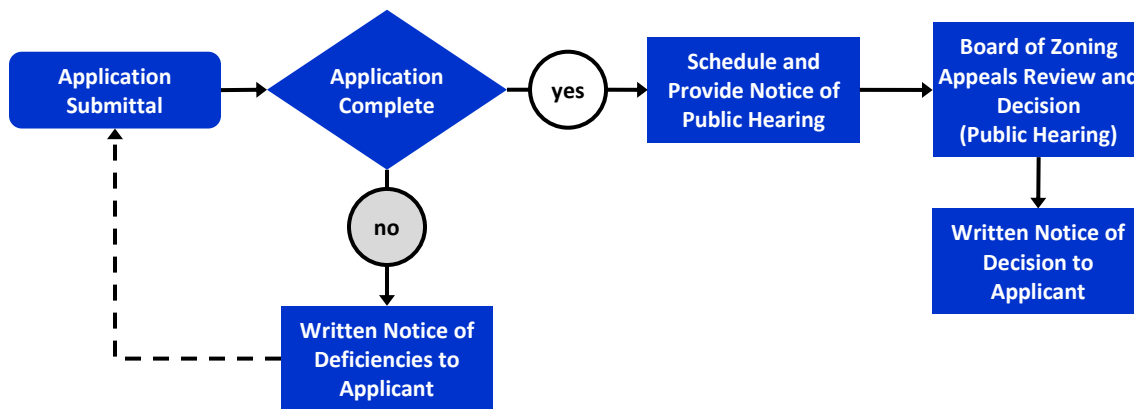 Application
Submittal
Application
Complete
yes
Schedule and
Provide Notice of
Public Hearing
Board of Zoning
Appeals Review and
Decision
(Public Hearing)
no
Written Notice of
Decision to
Applicant
Written Notice of
Deficiencies to
Applicant